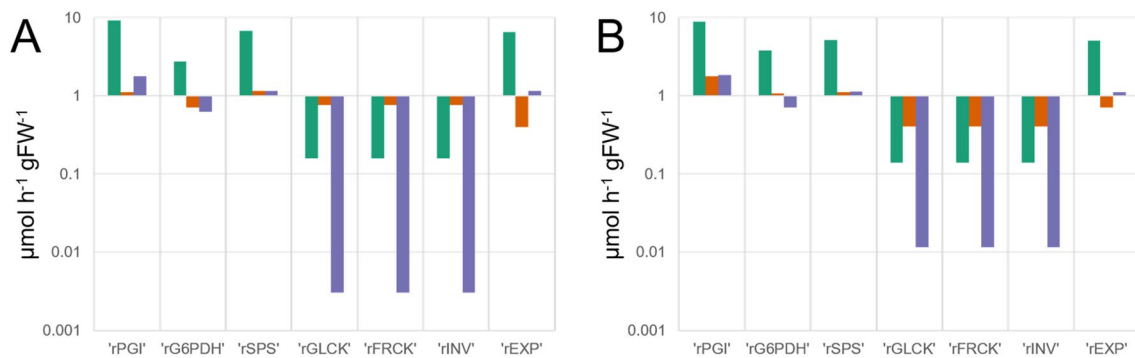 A
µmol h⁻¹ gFW⁻¹
10
1
0.1
0.01
0.001
'rPGI' 'rG6PDH' 'rSPS' 'rGLCK' 'rFRCK' 'rINV' 'rEXP'
B
µmol h⁻¹ gFW⁻¹
10
1
0.1
0.01
0.001
'rPGI' 'rG6PDH' 'rSPS' 'rGLCK' 'rFRCK' 'rINV' 'rEXP'